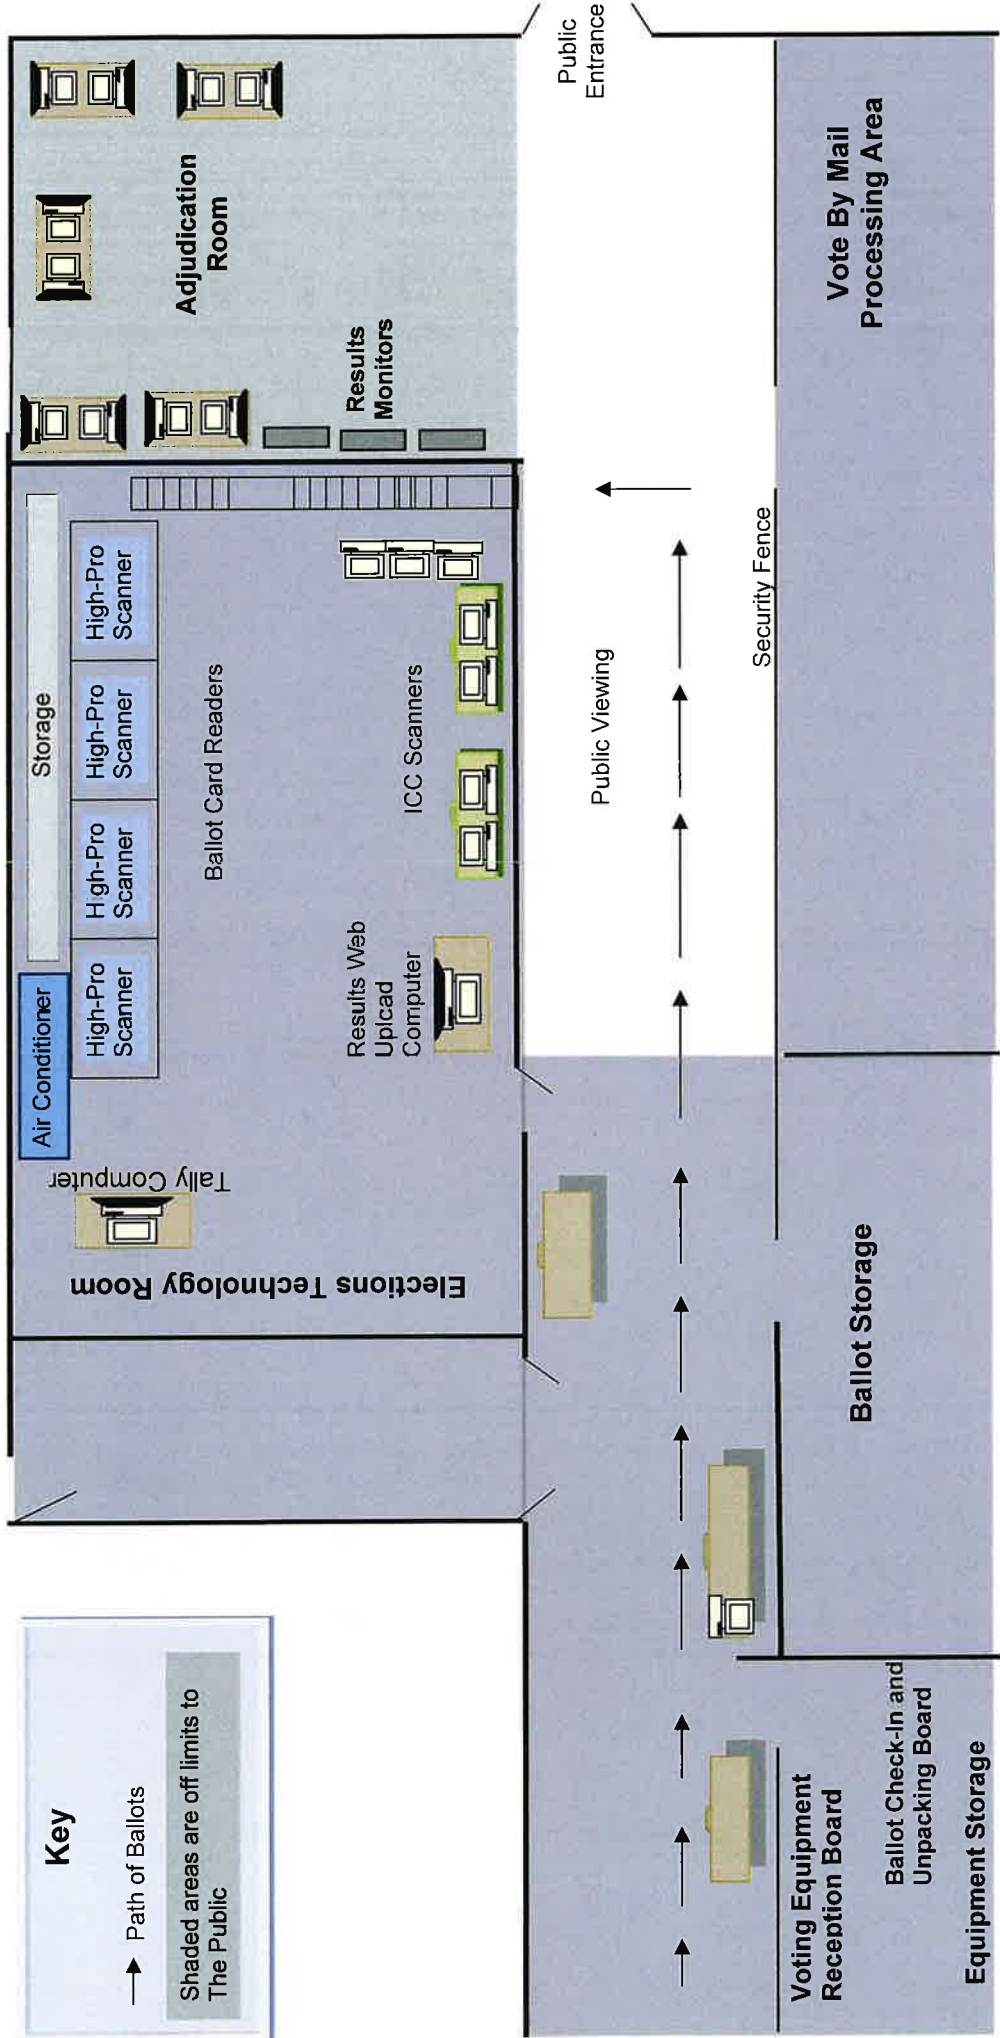 Key
Path of Ballots
Shaded areas are off limits to
The Public
Elections Technology Room
Tally Computer
Air Conditioner
Storage
High-Pro
Scanner
High-Pro
Scanner
High-Pro
Scanner
High-Pro
Scanner
Ballot Card Readers
Results Web
Uplcad
Computer
ICC Scanners
Adjudication
Room
Results
Monitors
Public
Entrance
Public Viewing
Security Fence
Voting Equipment
Reception Board
Ballot Check-In and
Unpacking Board
Equipment Storage
Ballot Storage
Vote By Mail
Processing Area